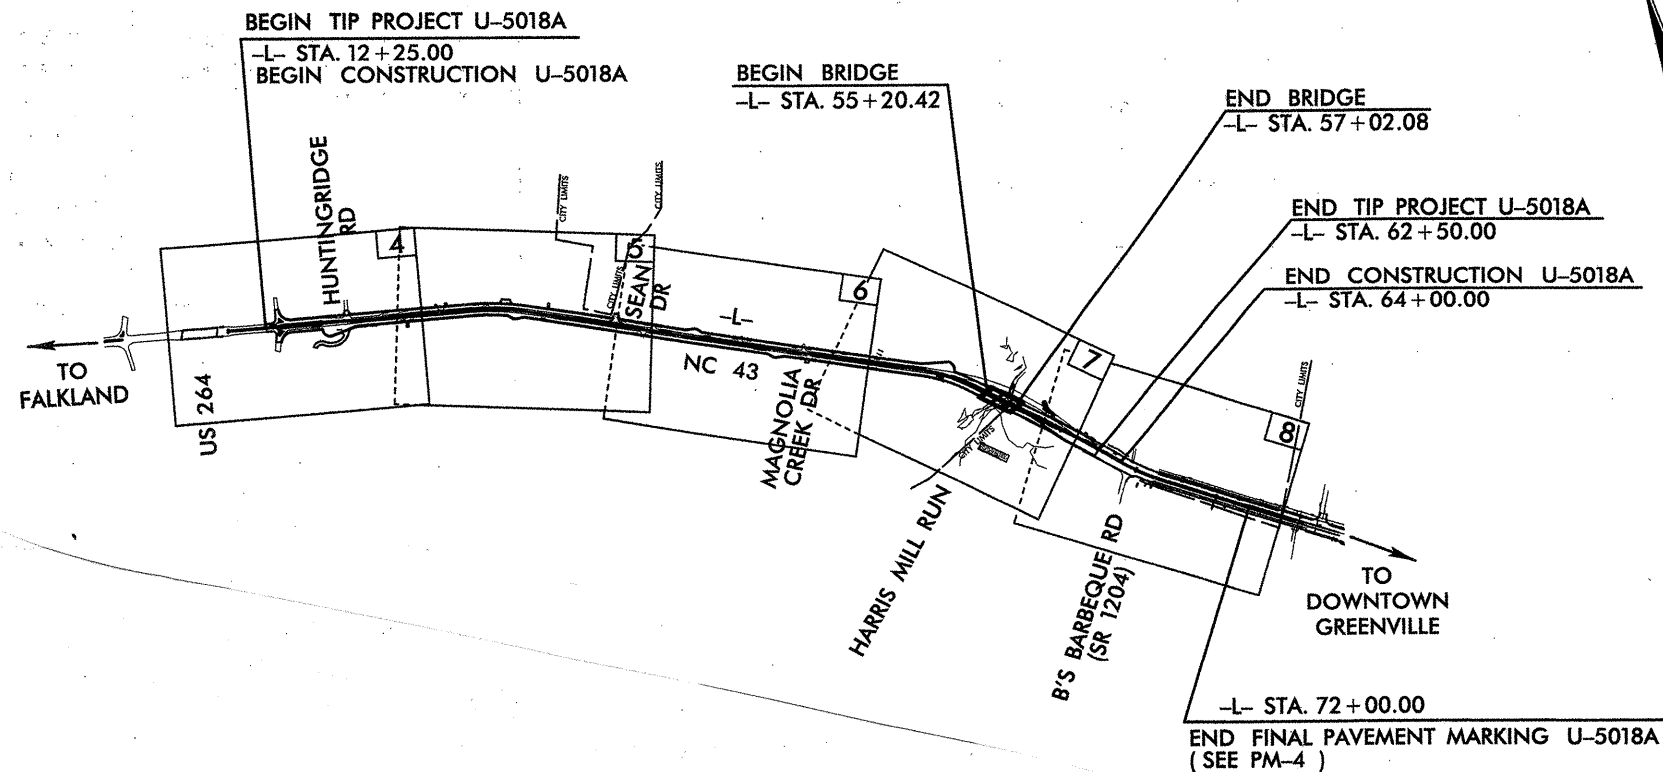 BEGIN TIP PROJECT U-5018A
-L- STA. 12+25.00
BEGIN CONSTRUCTION U-5018A
BEGIN BRIDGE
-L- STA. 55+20.42
END BRIDGE
-L- STA. 57+02.08
END TIP PROJECT U-5018A
-L- STA. 62+50.00
END CONSTRUCTION U-5018A
-L- STA. 64+00.00
HUNTINGRIDGE
RD
CITY LIMITS
CITY LIMITS
4
5
6
7
8
CITY LIMITS
SEAN
DR
CITY LIMITS
-L-
NC 43
TO
FALKLAND
US 264
MAGNOLIA
CREEK DR
CITY LIMITS
HARRIS MILL RUN
B'S BARBEQUE RD
(SR 1204)
TO
DOWNTOWN
GREENVILLE
-L- STA. 72+00.00
END FINAL PAVEMENT MARKING U-5018A
( SEE PM-4 )